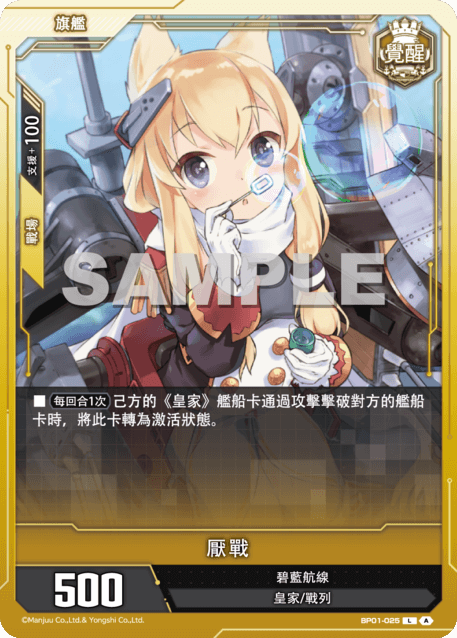 旗艦
覺醒
支援+100
戰場
SAMPLE
■ 每回合1次 己方的《皇家》艦船卡通過攻擊擊破對方的艦船
卡時，將此卡轉為激活狀態。
厭戰
500
碧藍航線
皇家/戰列
©Manjuu Co.,Ltd.& Yongshi Co.,Ltd.
BP01-025 L A